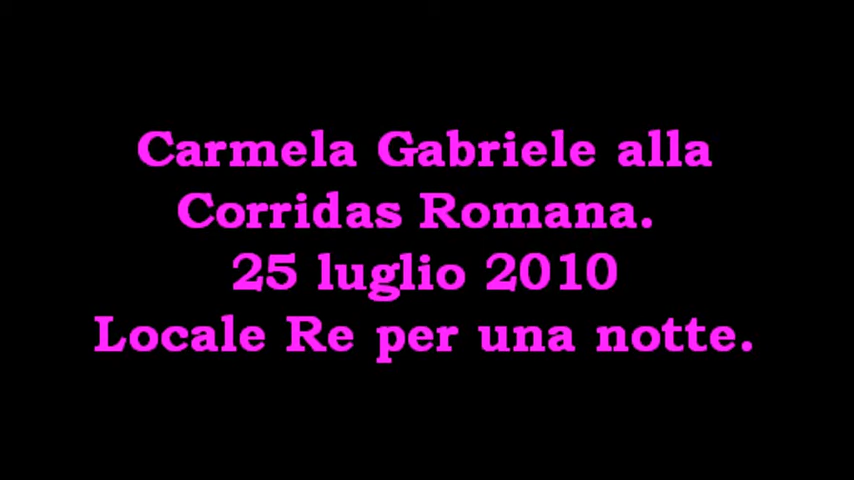 Carmela Gabriele alla
Corridas Romana.
25 luglio 2010
Locale Re per una notte.